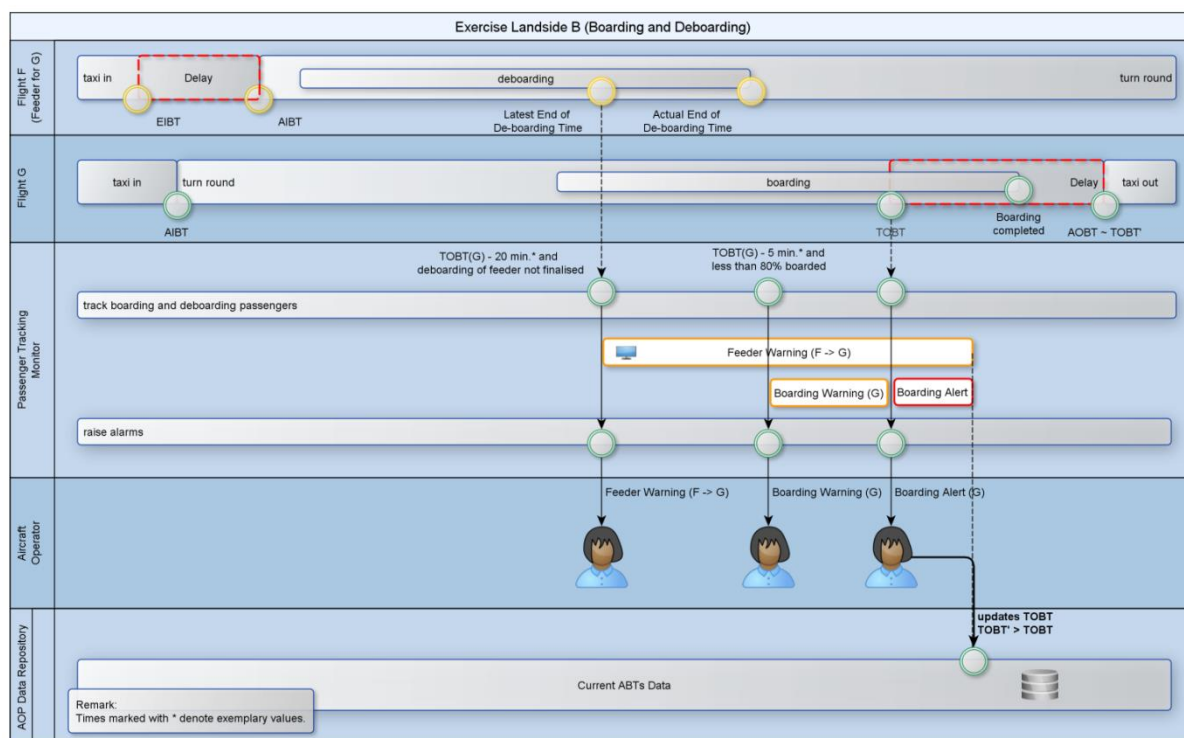 Exercise Landside B (Boarding and Deboarding)
Flight F
(Feeder for G)
taxi in
Delay
deboarding
turn round
EIBT
AIBT
Latest End of
De-boarding Time
Actual End of
De-boarding Time
Flight G
taxi in
turn round
boarding
Delay
taxi out
AIBT
TOBT
Boarding
completed
AOBT ~ TOBT'
Passenger Tracking
Monitor
TOBT(G) - 20 min.* and
deboarding of feeder not finalised
TOBT(G) - 5 min.* and
less than 80% boarded
track boarding and deboarding passengers
Feeder Warning (F -> G)
Boarding Warning (G)
Boarding Alert
raise alarms
Aircraft
Operator
Feeder Warning (F -> G)
Boarding Warning (G)
Boarding Alert (G)
updates TOBT
TOBT' > TOBT
AOP Data Repository
Current ABTs Data
Remark:
Times marked with * denote exemplary values.